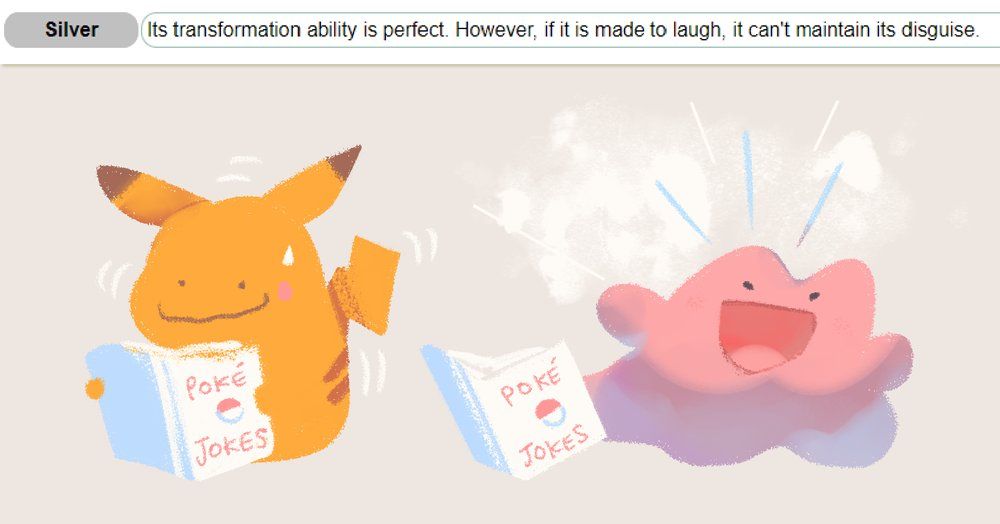 Silver
Its transformation ability is perfect. However, if it is made to laugh, it can't maintain its disguise.
POKÉ
JOKES
POKÉ
JOKES